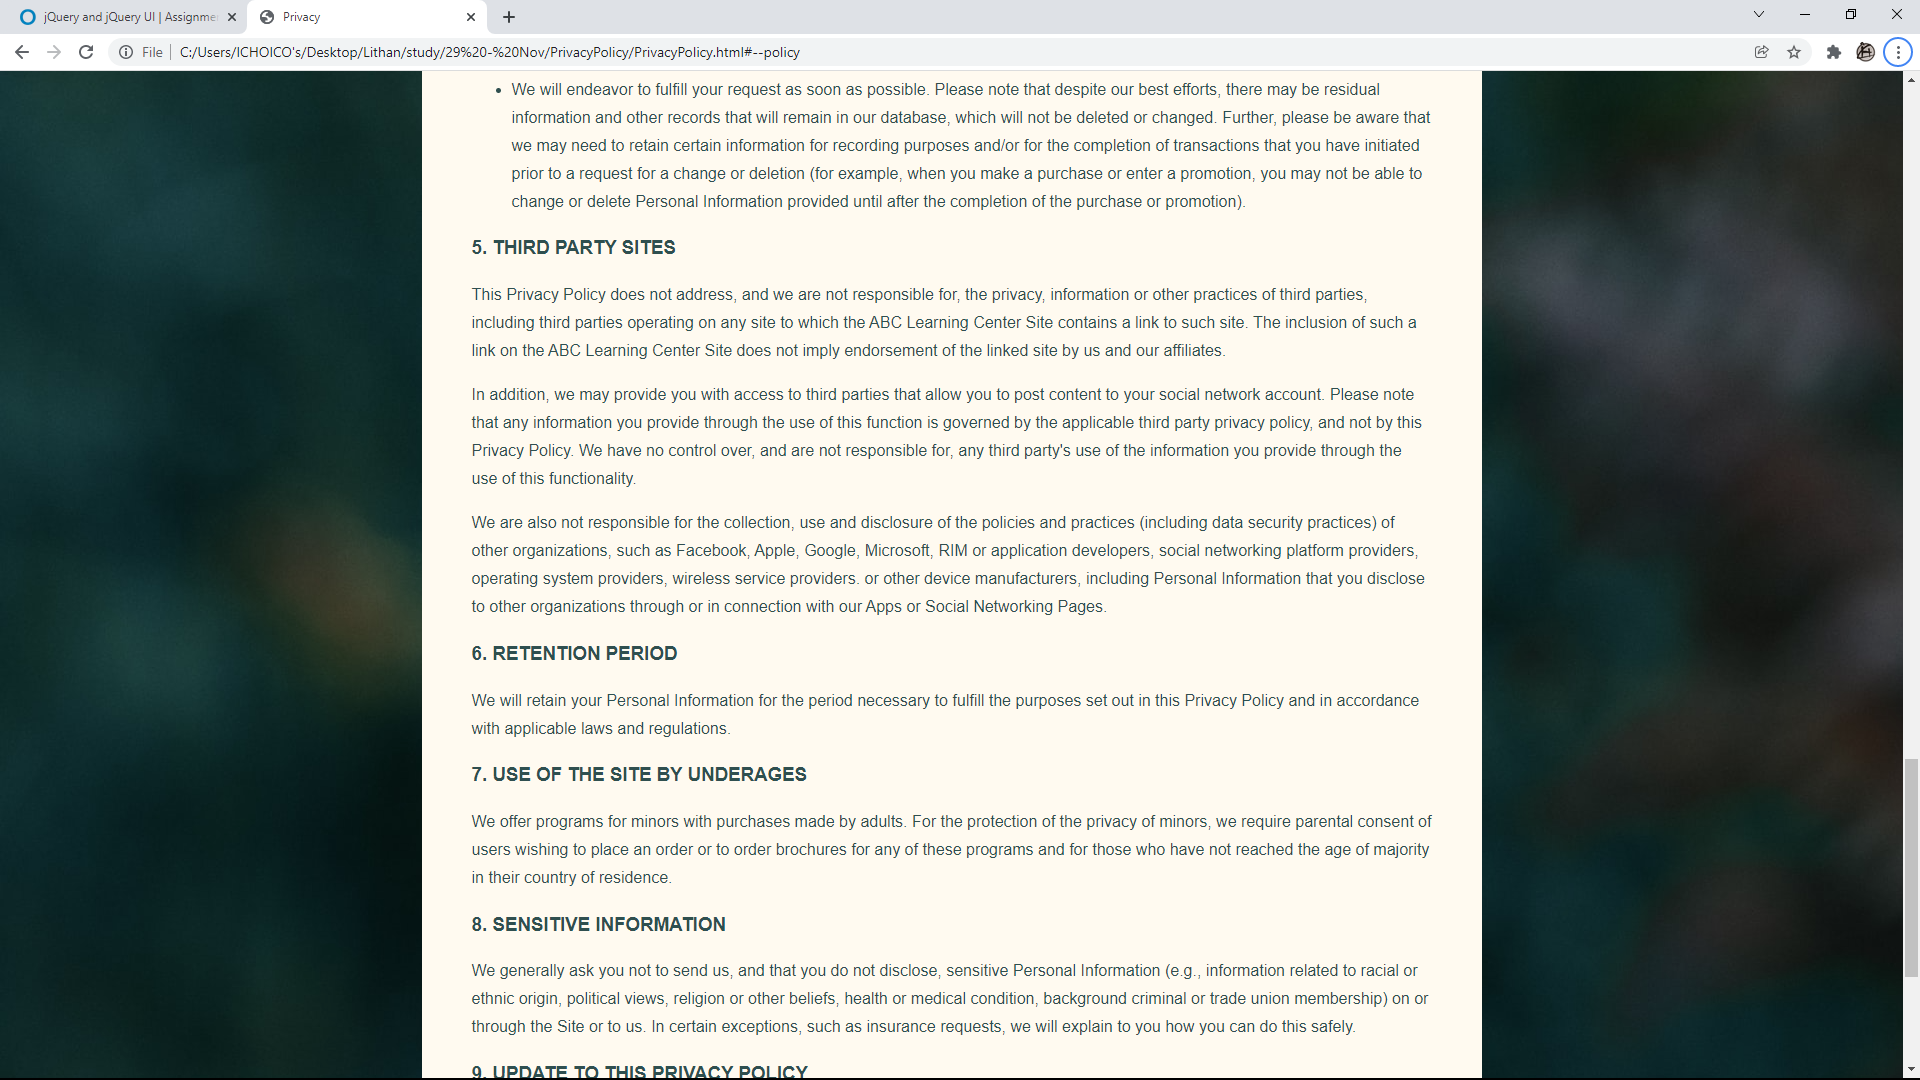 jQuery and jQuery UI | Assignme
Privacy
File
C:/Users/ICHOICO's/Desktop/Lithan/study/29%20-%20Nov/PrivacyPolicy/PrivacyPolicy.html#--policy
• We will endeavor to fulfill your request as soon as possible. Please note that despite our best efforts, there may be residual
information and other records that will remain in our database, which will not be deleted or changed. Further, please be aware that
we may need to retain certain information for recording purposes and/or for the completion of transactions that you have initiated
prior to a request for a change or deletion (for example, when you make a purchase or enter a promotion, you may not be able to
change or delete Personal Information provided until after the completion of the purchase or promotion).
5. THIRD PARTY SITES
This Privacy Policy does not address, and we are not responsible for, the privacy, information or other practices of third parties,
including third parties operating on any site to which the ABC Learning Center Site contains a link to such site. The inclusion of such a
link on the ABC Learning Center Site does not imply endorsement of the linked site by us and our affiliates.
In addition, we may provide you with access to third parties that allow you to post content to your social network account. Please note
that any information you provide through the use of this function is governed by the applicable third party privacy policy, and not by this
Privacy Policy. We have no control over, and are not responsible for, any third party's use of the information you provide through the
use of this functionality.
We are also not responsible for the collection, use and disclosure of the policies and practices (including data security practices) of
other organizations, such as Facebook, Apple, Google, Microsoft, RIM or application developers, social networking platform providers,
operating system providers, wireless service providers. or other device manufacturers, including Personal Information that you disclose
to other organizations through or in connection with our Apps or Social Networking Pages.
6. RETENTION PERIOD
We will retain your Personal Information for the period necessary to fulfill the purposes set out in this Privacy Policy and in accordance
with applicable laws and regulations.
7. USE OF THE SITE BY UNDERAGES
We offer programs for minors with purchases made by adults. For the protection of the privacy of minors, we require parental consent of
users wishing to place an order or to order brochures for any of these programs and for those who have not reached the age of majority
in their country of residence.
8. SENSITIVE INFORMATION
We generally ask you not to send us, and that you do not disclose, sensitive Personal Information (e.g., information related to racial or
ethnic origin, political views, religion or other beliefs, health or medical condition, background criminal or trade union membership) on or
through the Site or to us. In certain exceptions, such as insurance requests, we will explain to you how you can do this safely.
9. UPDATE TO THIS PRIVACY POLICY